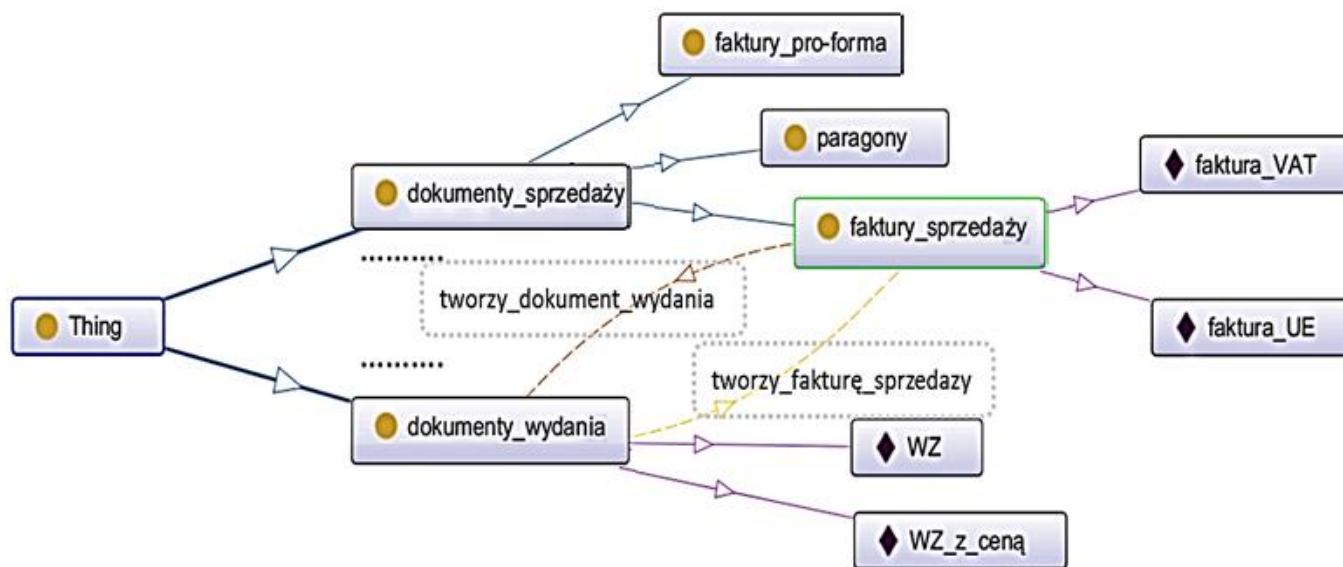 faktury_pro-forma
paragony
faktura_VAT
dokumenty_sprzedaży
faktury_sprzedaży
..........
tworzy_dokument_wydania
Thing
faktura_UE
..........
tworzy_fakturę_sprzedazy
dokumenty_wydania
WZ
WZ_z_ceną